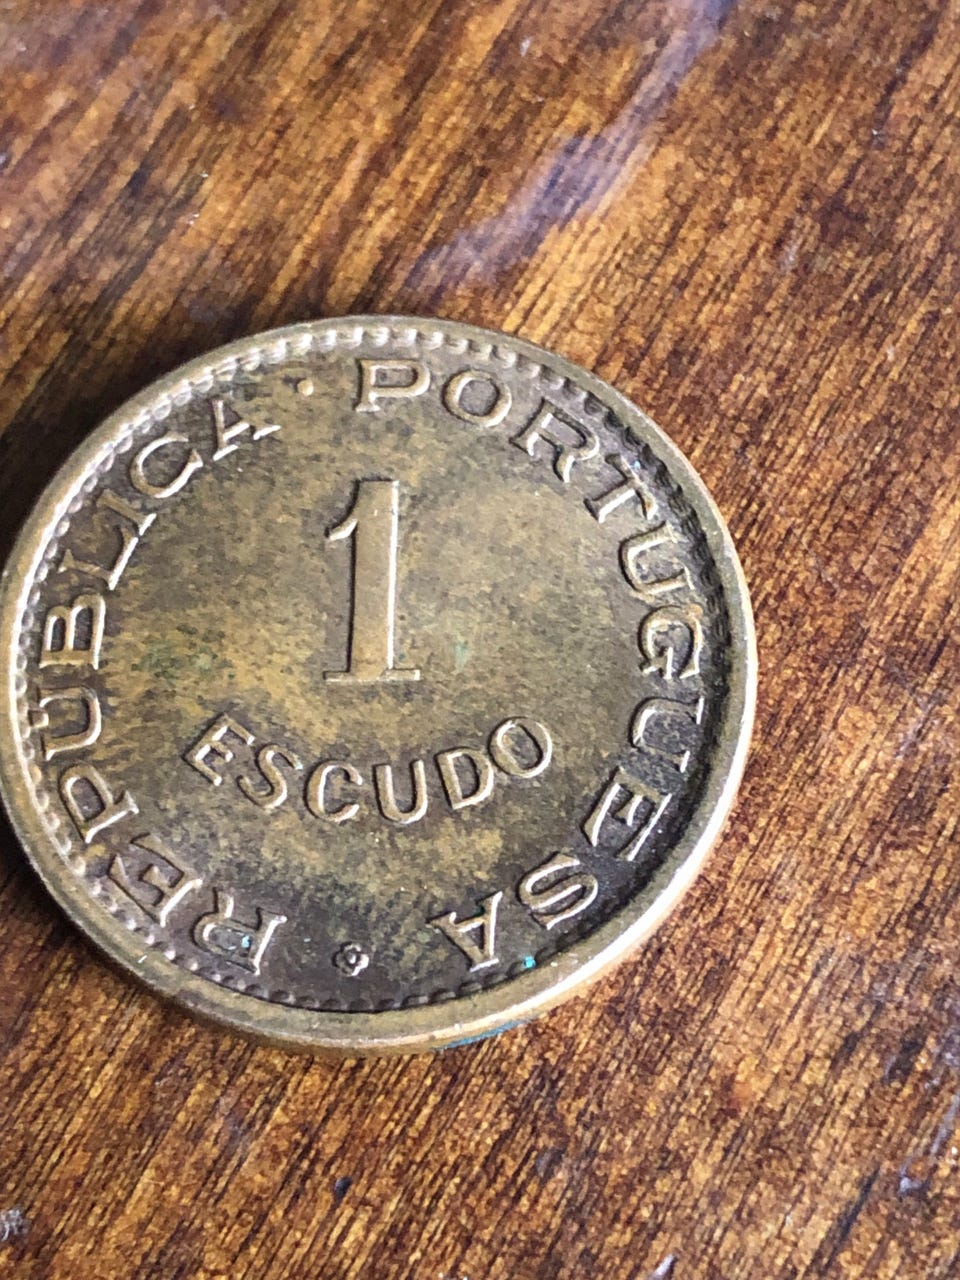 REPÚBLICA · PORTUGUESA
1
ESCUDO